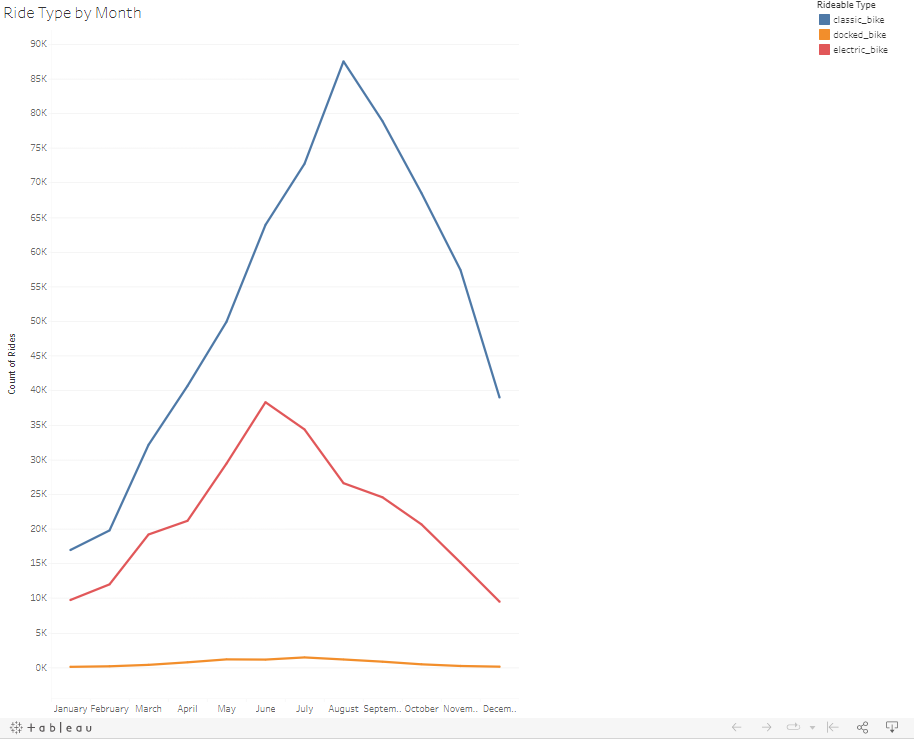 Ride Type by Month
Rideable Type
classic_bike
docked_bike
electric_bike
90K
85K
80K
75K
70K
65K
60K
55K
50K
45K
40K
35K
30K
25K
20K
15K
10K
5K
0K
Count of Rides
January February March April May June July August Septem.. October Novem.. Decem..
+ a b | e a u